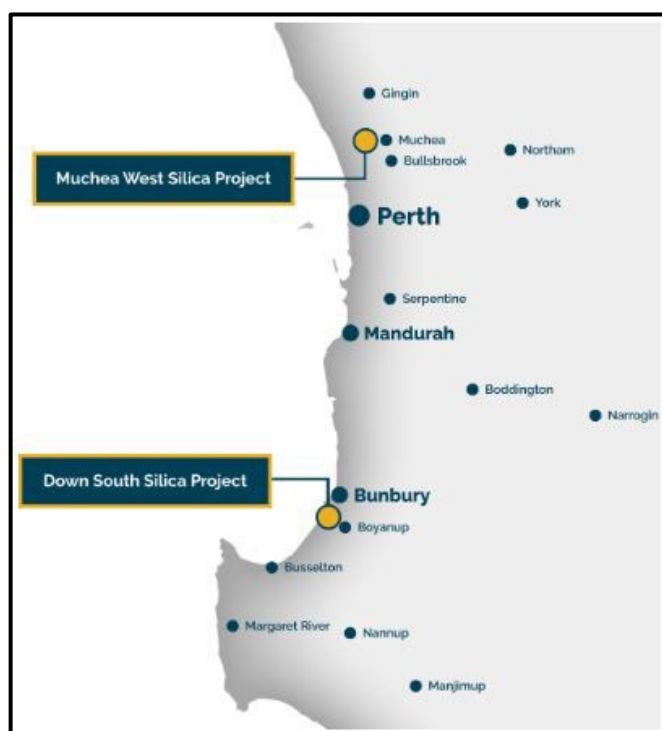 Gingin
Muchea
Northam
Bullsbrook
Muchea West Silica Project
York
Perth
Serpentine
Mandurah
Boddington
Narrogin
Down South Silica Project
Bunbury
Boyanup
Busselton
Margaret River
Nannup
Manjimup